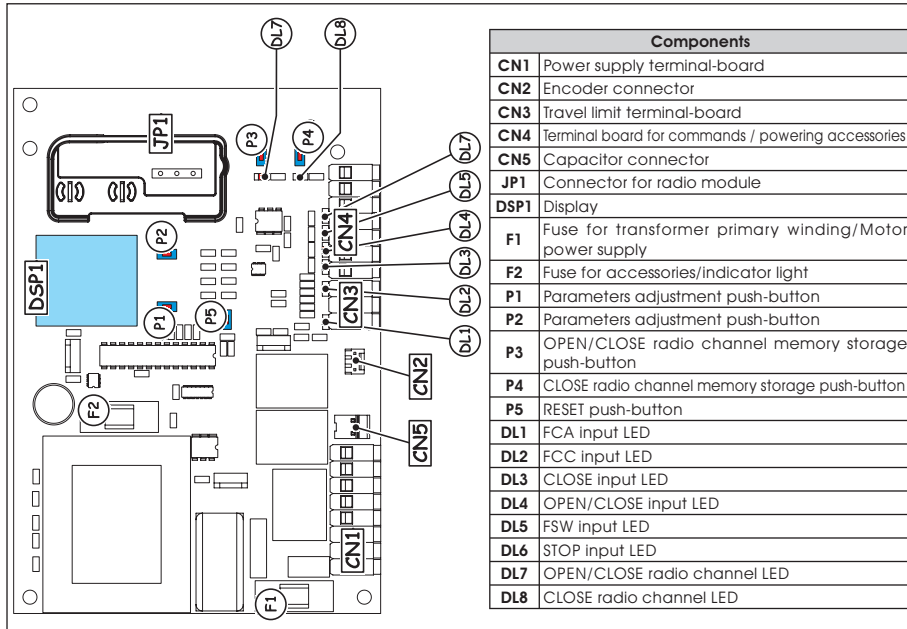 DL7
DL8
JP1
P3
P4
DL7
DL5
DL4
DL3
DL2
DL1
CN4
CN3
CN2
CN5
CN1
DSP1
P2
P1
P5
F2
F1
Components
CN1 Power supply terminal-board
CN2 Encoder connector
CN3 Travel limit terminal-board
CN4 Terminal board for commands / powering accessories
CN5 Capacitor connector
JP1 Connector for radio module
DSP1 Display
F1 Fuse for transformer primary winding/Motor
power supply
F2 Fuse for accessories/indicator light
P1 Parameters adjustment push-button
P2 Parameters adjustment push-button
P3 OPEN/CLOSE radio channel memory storage
push-button
P4 CLOSE radio channel memory storage push-button
P5 RESET push-button
DL1 FCA input LED
DL2 FCC input LED
DL3 CLOSE input LED
DL4 OPEN/CLOSE input LED
DL5 FSW input LED
DL6 STOP input LED
DL7 OPEN/CLOSE radio channel LED
DL8 CLOSE radio channel LED